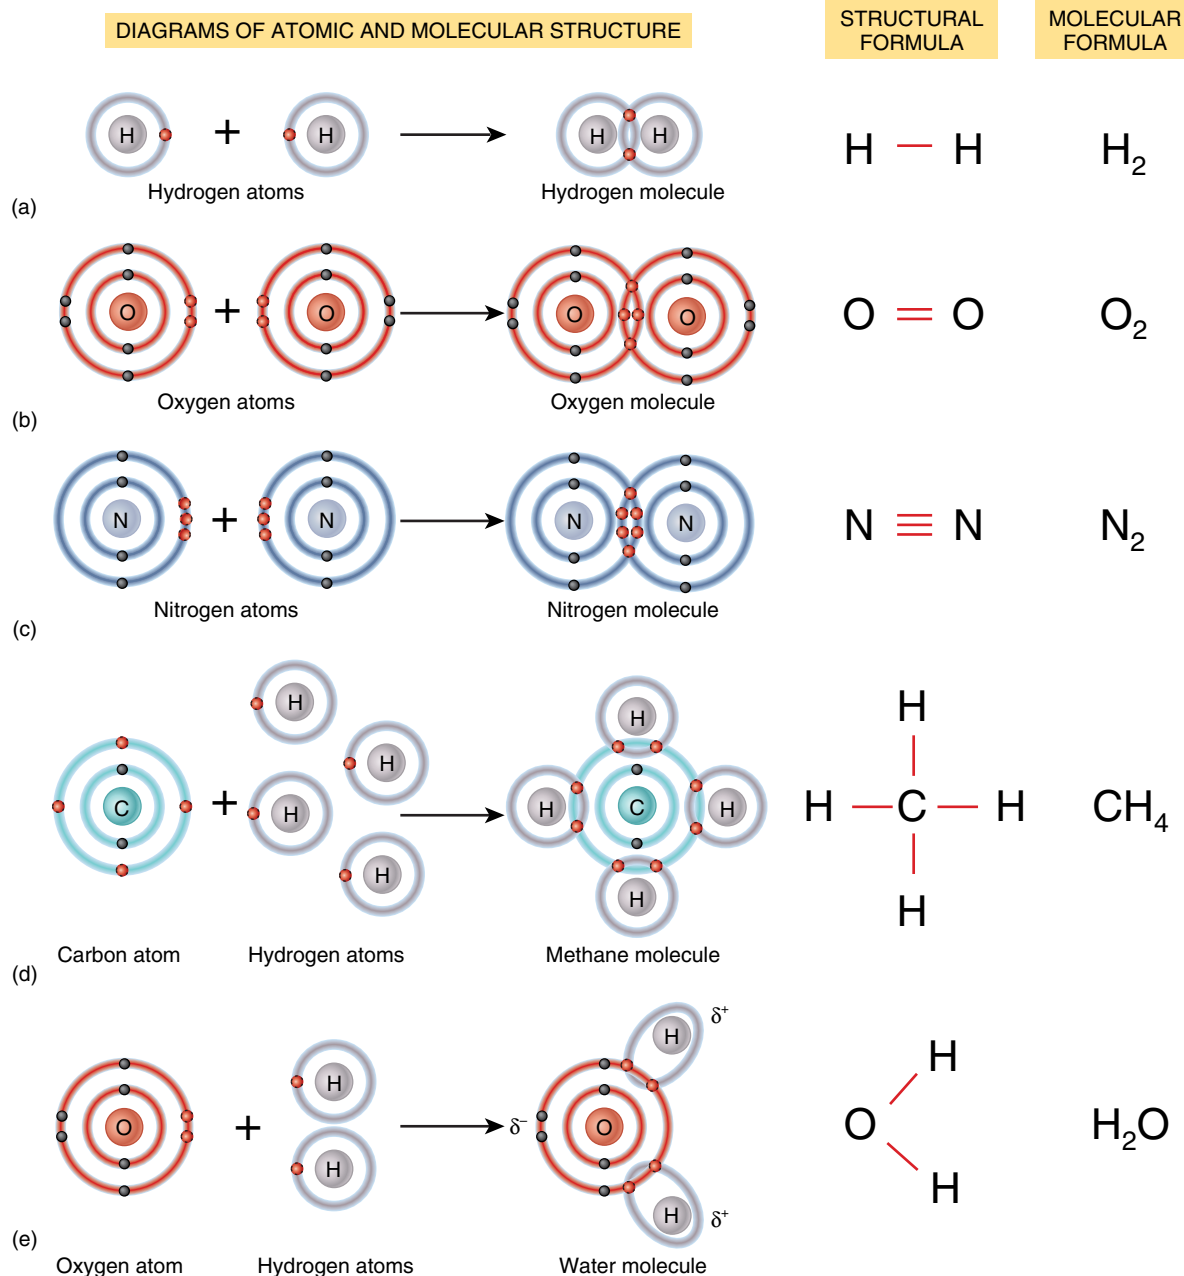 DIAGRAMS OF ATOMIC AND MOLECULAR STRUCTURE
STRUCTURAL
FORMULA
MOLECULAR
FORMULA
H + H H H
H — H
H₂
Hydrogen atoms
Hydrogen molecule
(a)
O + O O O
O = O
O₂
Oxygen atoms
Oxygen molecule
(b)
N + N N N
N ≡ N
N₂
Nitrogen atoms
Nitrogen molecule
(c)
H
H
H
H
C +
H
H C H
H
H
H — C — H
H
CH₄
Carbon atom
Hydrogen atoms
Methane molecule
(d)
O +
H
H
δ⁻ O
H δ⁺
H δ⁺
H
O
H
H₂O
(e)
Oxygen atom
Hydrogen atoms
Water molecule